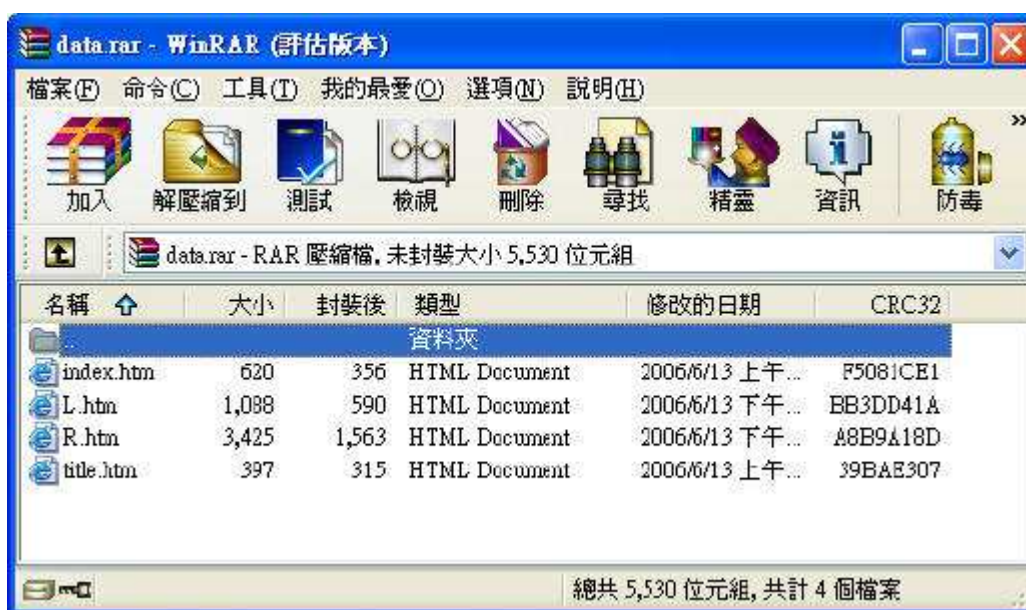 data.rar - WinRAR (評估版本)
檔案(F) 命令(C) 工具(T) 我的最愛(O) 選項(N) 說明(H)
加入 解壓縮到 測試 檢視 刪除 尋找 精靈 資訊 防毒
data.rar - RAR 壓縮檔, 未封裝大小 5,530 位元組
名稱 大小 封裝後 類型 修改的日期 CRC32
.. 資料夾
index.htm 620 356 HTML Document 2006/6/13 上午... F5081CE1
L.htm 1,088 590 HTML Document 2006/6/13 下午... BB3DD41A
R.htm 3,425 1,563 HTML Document 2006/6/13 下午... A8B9A18D
title.htm 397 315 HTML Document 2006/6/13 上午... 39BAE307
總共 5,530 位元組, 共計 4 個檔案